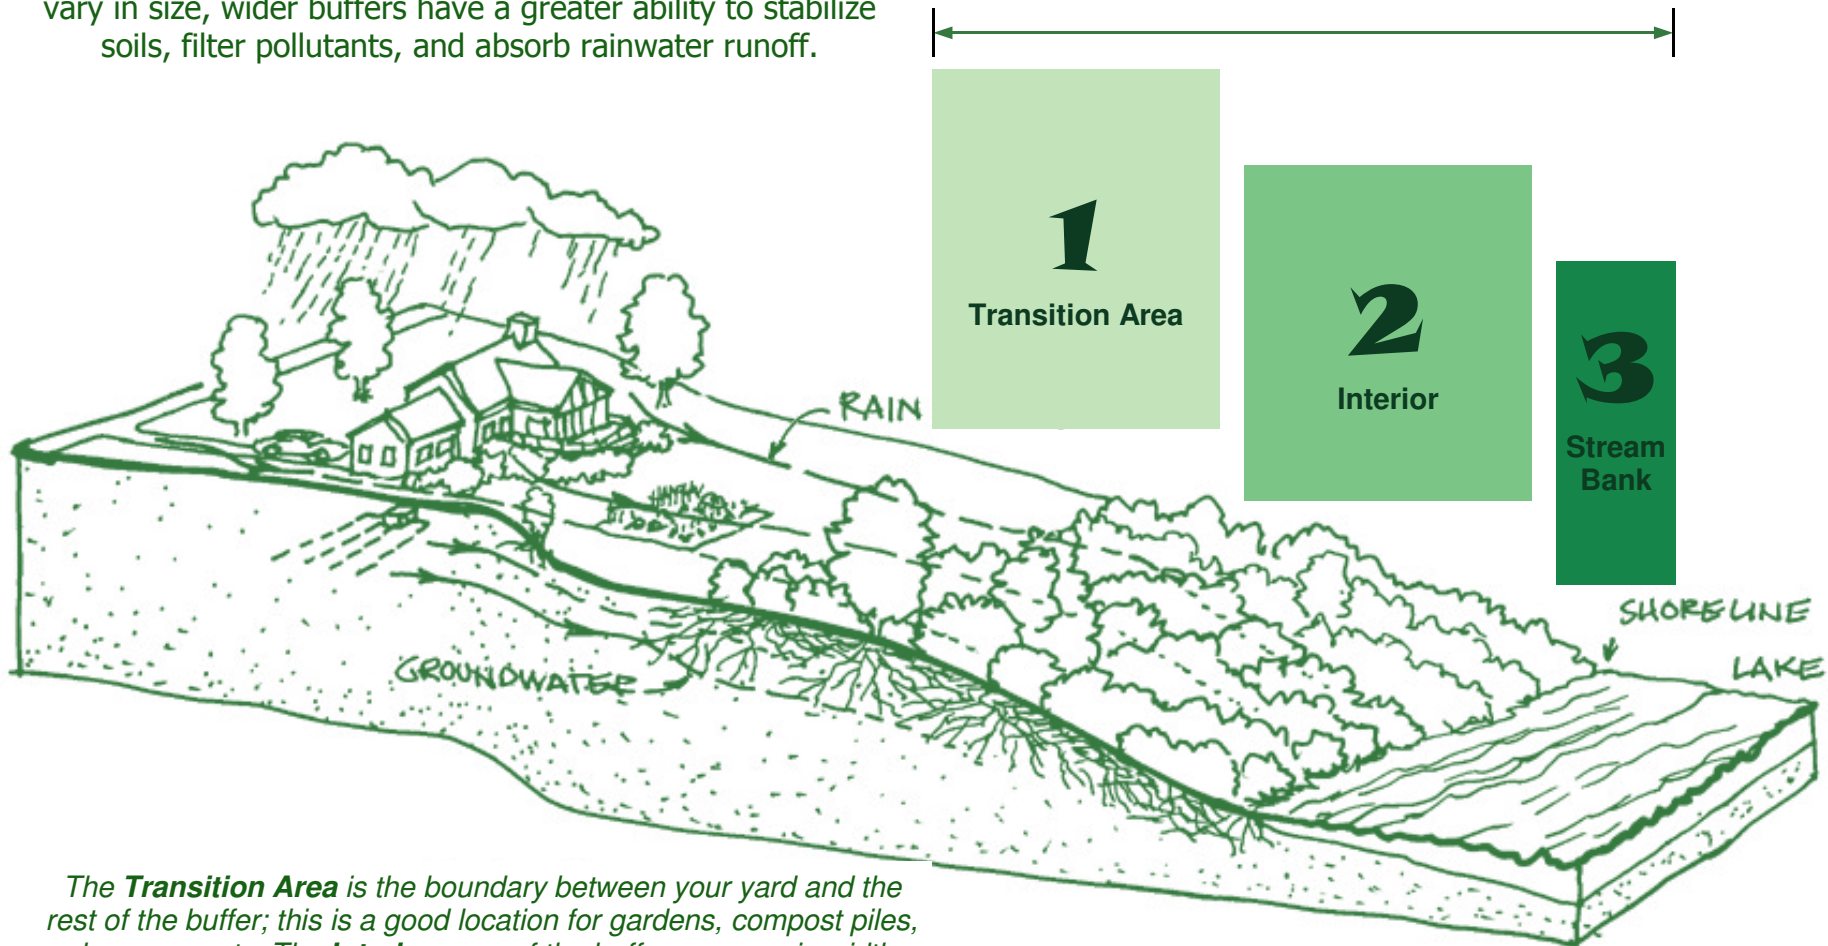 vary in size, wider buffers have a greater ability to stabilize
soils, filter pollutants, and absorb rainwater runoff.
1
Transition Area
2
Interior
3
Stream
Bank
RAIN
SHORELINE
LAKE
GROUNDWATER
The Transition Area is the boundary between your yard and the
rest of the buffer; this is a good location for gardens, compost piles,